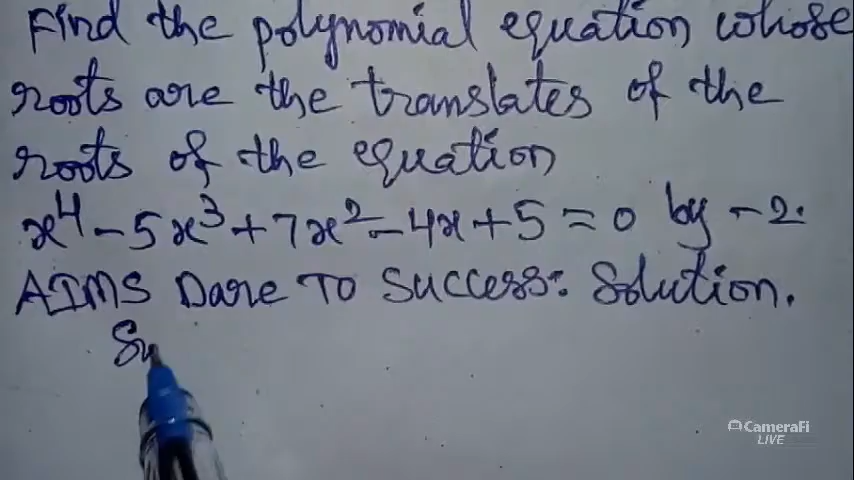 Find the polynomial equation whose
roots are the translates of the
roots of the equation
x⁴ - 5x³ + 7x² - 4x + 5 = 0 by - 2.
AIMS Dare To Success: Solution.
Su
CameraFi
LIVE